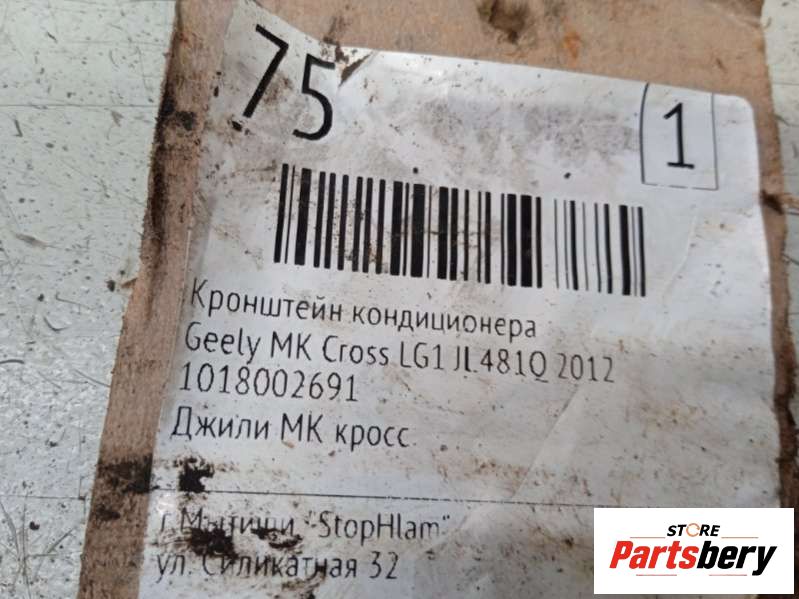 75
1
Кронштейн кондиционера
Geely MK Cross LG1 JL481Q 2012
1018002691
Джили МК кросс
г. Мытищи "StopHlam"
ул. Силикатная 32
STORE
Partsbery